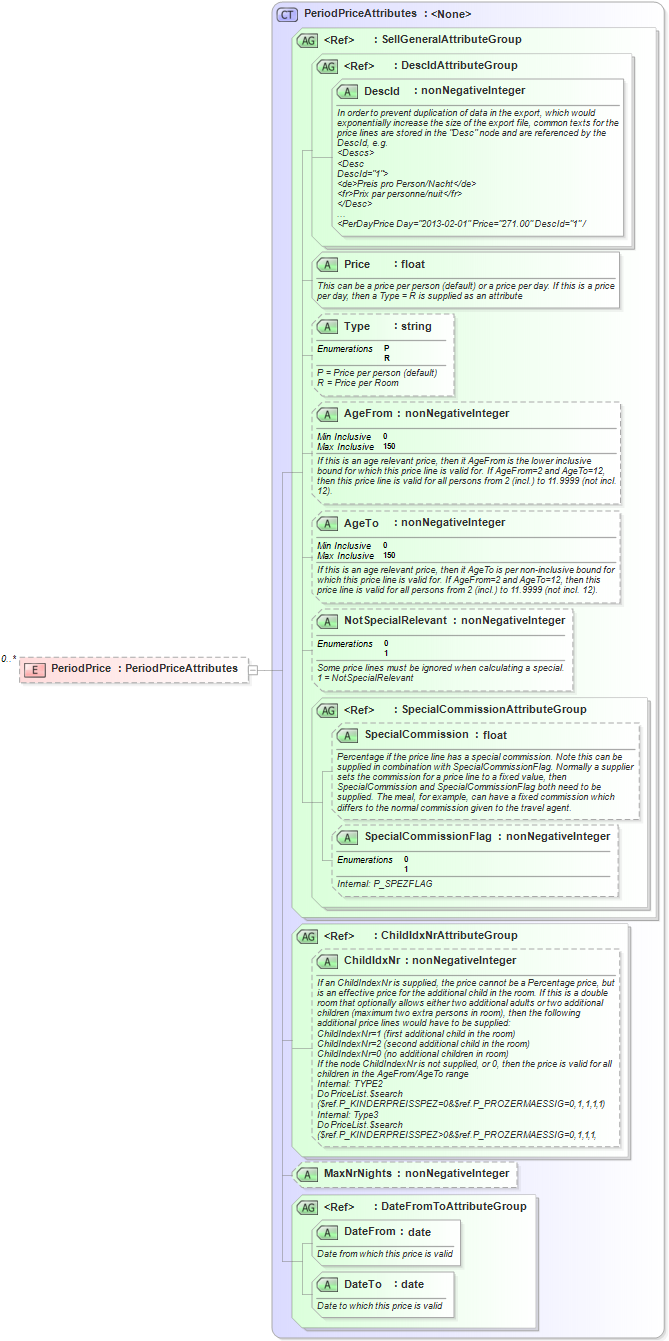 CT PeriodPriceAttributes : <None>
AG <Ref> : SellGeneralAttributeGroup
AG <Ref> : DescIdAttributeGroup
A DescId : nonNegativeInteger
In order to prevent duplication of data in the export, which would
exponentially increase the size of the export file, common texts for the
price lines are stored in the "Desc" node and are referenced by the
DescId, e.g.
<Descs>
<Desc
DescId="1">
<de>Preis pro Person/Nacht</de>
<fr>Prix par personne/nuit</fr>
</Desc>
...
<PerDayPrice Day="2013-02-01" Price="271.00" DescId="1" /
A Price : float
This can be a price per person (default) or a price per day. If this is a price
per day, then a Type = R is supplied as an attribute
A Type : string
Enumerations P
R
P = Price per person (default)
R = Price per Room
A AgeFrom : nonNegativeInteger
Min Inclusive 0
Max Inclusive 150
If this is an age relevant price, then it AgeFrom is the lower inclusive
bound for which this price line is valid for. If AgeFrom=2 and AgeTo=12,
then this price line is valid for all persons from 2 (incl.) to 11.9999 (not incl.
12).
A AgeTo : nonNegativeInteger
Min Inclusive 0
Max Inclusive 150
If this is an age relevant price, then it AgeTo is per non-inclusive bound for
which this price line is valid for. If AgeFrom=2 and AgeTo=12, then this
price line is valid for all persons from 2 (incl.) to 11.9999 (not incl. 12).
A NotSpecialRelevant : nonNegativeInteger
Enumerations 0
1
Some price lines must be ignored when calculating a special.
1 = NotSpecialRelevant
0..*
E PeriodPrice : PeriodPriceAttributes
AG <Ref> : SpecialCommissionAttributeGroup
A SpecialCommission : float
Percentage if the price line has a special commission. Note this can be
supplied in combination with SpecialCommissionFlag. Normally a supplier
sets the commission for a price line to a fixed value, then
SpecialCommission and SpecialCommissionFlag both need to be
supplied. The meal, for example, can have a fixed commission which
differs to the normal commission given to the travel agent.
A SpecialCommissionFlag : nonNegativeInteger
Enumerations 0
1
Internal: P_SPEZFLAG
AG <Ref> : ChildIdxNrAttributeGroup
A ChildIdxNr : nonNegativeInteger
If an ChildIndexNr is supplied, the price cannot be a Percentage price, but
is an effective price for the additional child in the room. If this is a double
room that optionally allows either two additional adults or two additional
children (maximum two extra persons in room), then the following
additional price lines would have to be supplied:
ChildIndexNr=1 (first additional child in the room)
ChildIndexNr=2 (second additional child in the room)
ChildIndexNr=0 (no additional children in room)
If the node ChildIndexNr is not supplied, or 0, then the price is valid for all
children in the AgeFrom/AgeTo range
Internal: TYPE2
DoPriceList.$search
($ref.P_KINDERPREISSPEZ=0&$ref.P_PROZERMAESSIG=0,1,1,1,1)
Internal: Type3
DoPriceList.$search
($ref.P_KINDERPREISSPEZ>0&$ref.P_PROZERMAESSIG=0,1,1,1,
A MaxNrNights : nonNegativeInteger
AG <Ref> : DateFromToAttributeGroup
A DateFrom : date
Date from which this price is valid
A DateTo : date
Date to which this price is valid